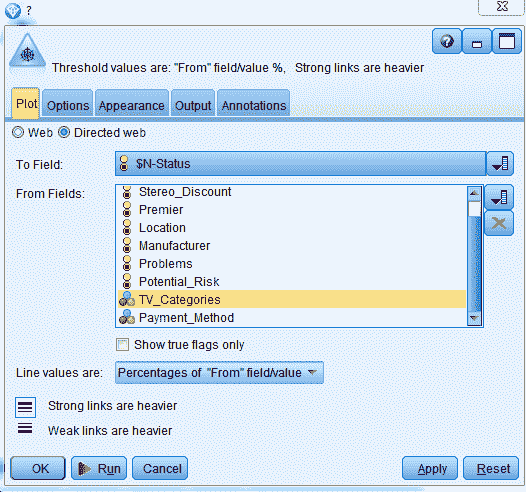 ?
Threshold values are: "From" field/value %, Strong links are heavier
Plot Options Appearance Output Annotations
Web Directed web
To Field: $N-Status
From Fields: Stereo_Discount
Premier
Location
Manufacturer
Problems
Potential_Risk
TV_Categories
Payment_Method
Show true flags only
Line values are: Percentages of "From" field/value
Strong links are heavier
Weak links are heavier
OK Run Cancel Apply Reset